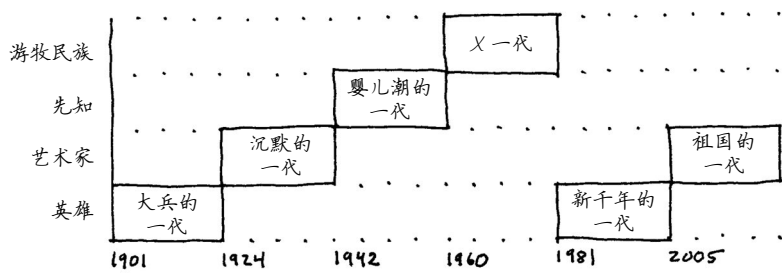 游牧民族
X一代
先知
婴儿潮的
一代
艺术家
沉默的
一代
祖国的
一代
英雄
大兵的
一代
新千年的
一代
1901 1924 1942 1960 1981 2005